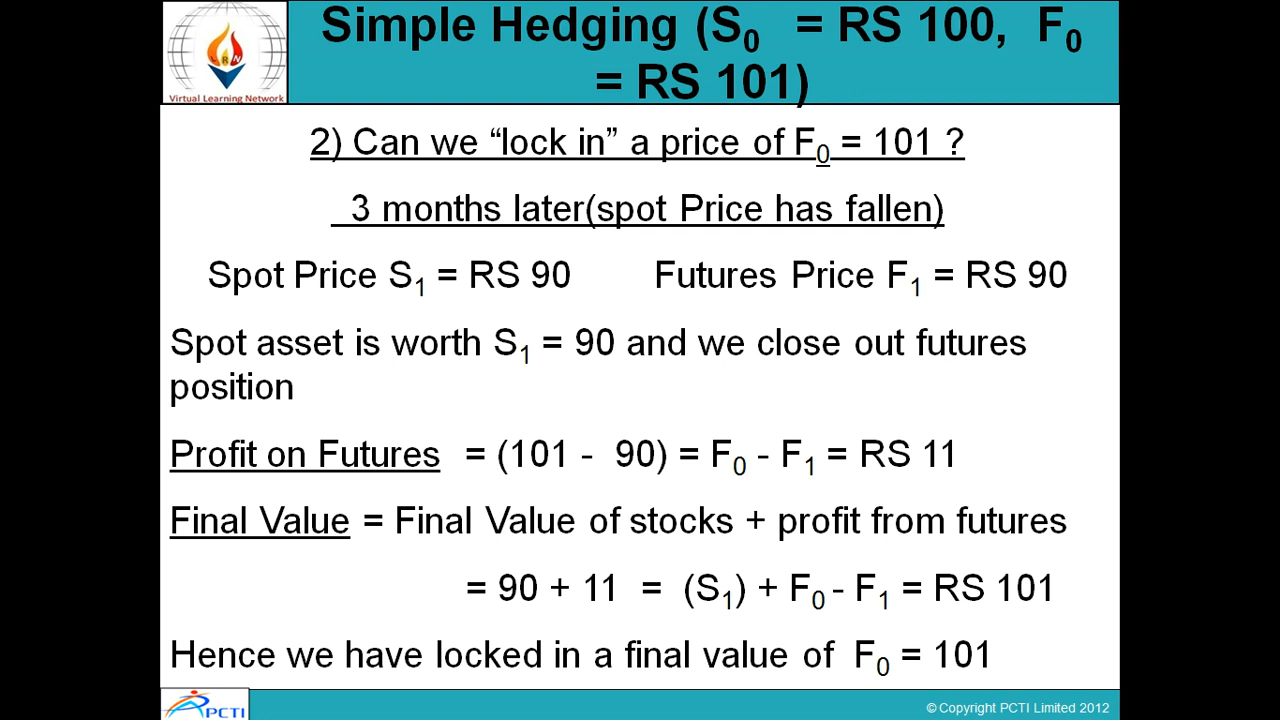 Simple Hedging (S₀ = RS 100, F₀
= RS 101)
LRN
Virtual Learning Network
2) Can we “lock in” a price of F₀ = 101 ?
3 months later(spot Price has fallen)
Spot Price S₁ = RS 90 Futures Price F₁ = RS 90
Spot asset is worth S₁ = 90 and we close out futures
position
Profit on Futures = (101 - 90) = F₀ - F₁ = RS 11
Final Value = Final Value of stocks + profit from futures
= 90 + 11 = (S₁) + F₀ - F₁ = RS 101
Hence we have locked in a final value of F₀ = 101
PCTI
© Copyright PCTI Limited 2012